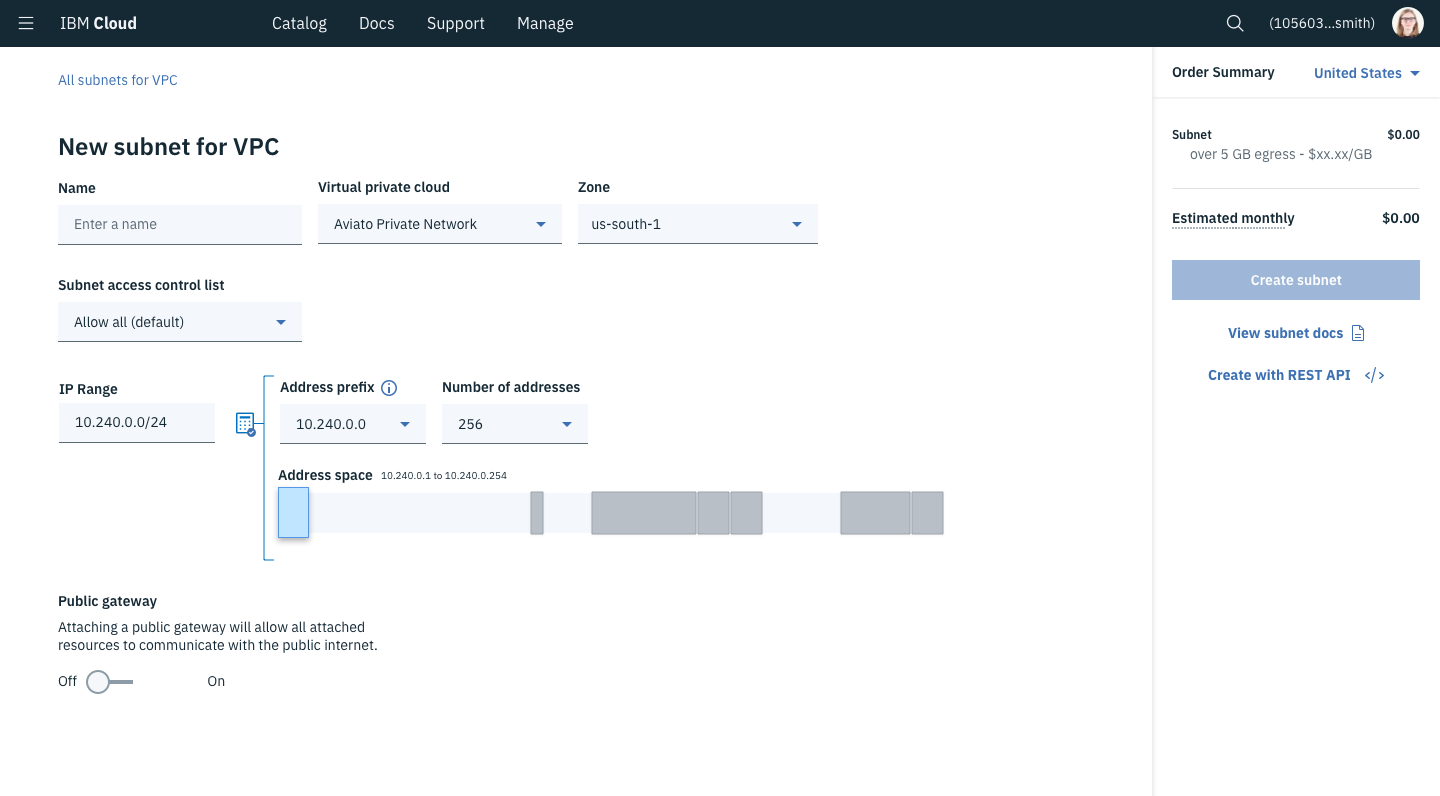 IBM Cloud Catalog Docs Support Manage (105603...smith)
All subnets for VPC
New subnet for VPC
Name Virtual private cloud Zone
Enter a name Aviato Private Network us-south-1
Subnet access control list
Allow all (default)
IP Range Address prefix Number of addresses
10.240.0.0/24 10.240.0.0 256
Address space 10.240.0.1 to 10.240.0.254
Public gateway
Attaching a public gateway will allow all attached
resources to communicate with the public internet.
Off On
Order Summary United States
Subnet $0.00
over 5 GB egress - $xx.xx/GB
Estimated monthly $0.00
Create subnet
View subnet docs
Create with REST API </>